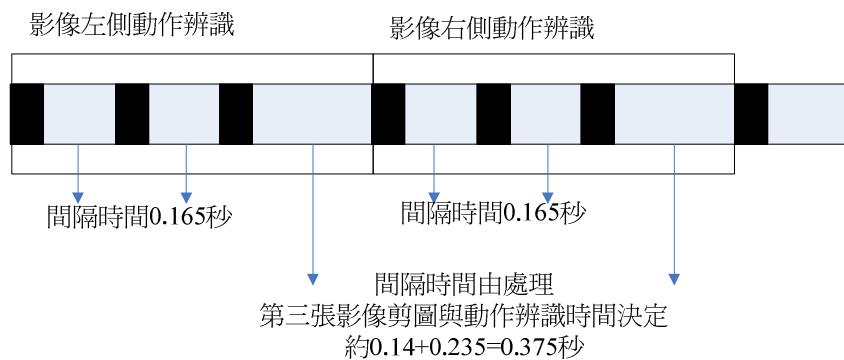 影像左側動作辨識
影像右側動作辨識
間隔時間0.165秒
間隔時間0.165秒
間隔時間由處理
第三張影像剪圖與動作辨識時間決定
約0.14+0.235=0.375秒